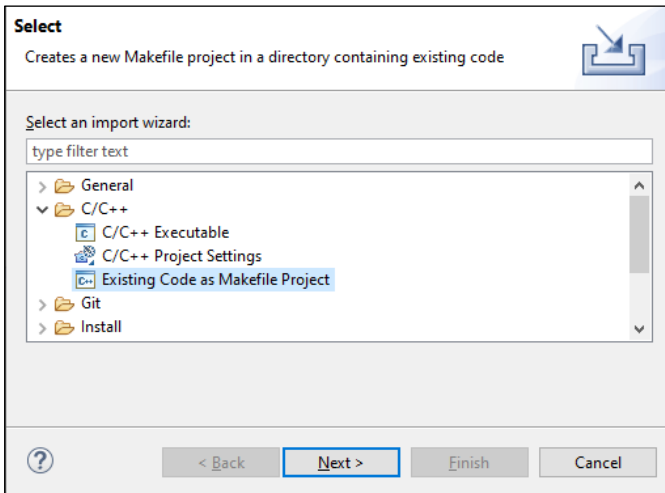 Select
Creates a new Makefile project in a directory containing existing code
Select an import wizard:
type filter text
General
C/C++
C/C++ Executable
C/C++ Project Settings
Existing Code as Makefile Project
Git
Install
< Back Next > Finish Cancel